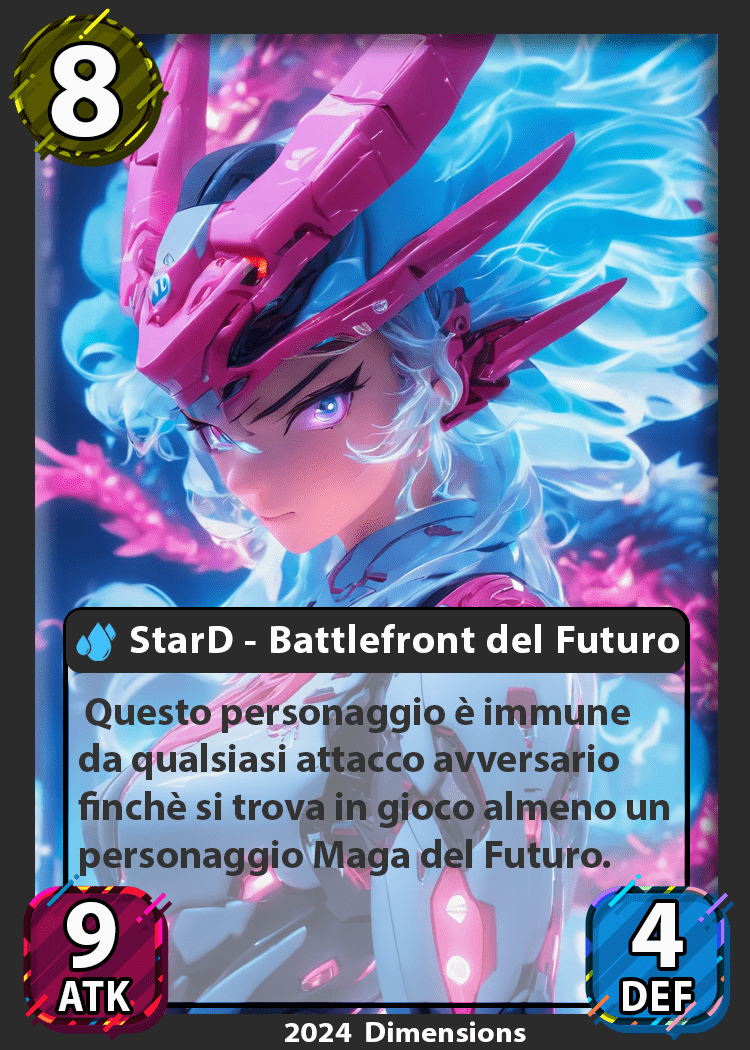 8
StarD - Battlefront del Futuro
Questo personaggio è immune
da qualsiasi attacco avversario
finchè si trova in gioco almeno un
personaggio Maga del Futuro.
9
ATK
4
DEF
2024 Dimensions